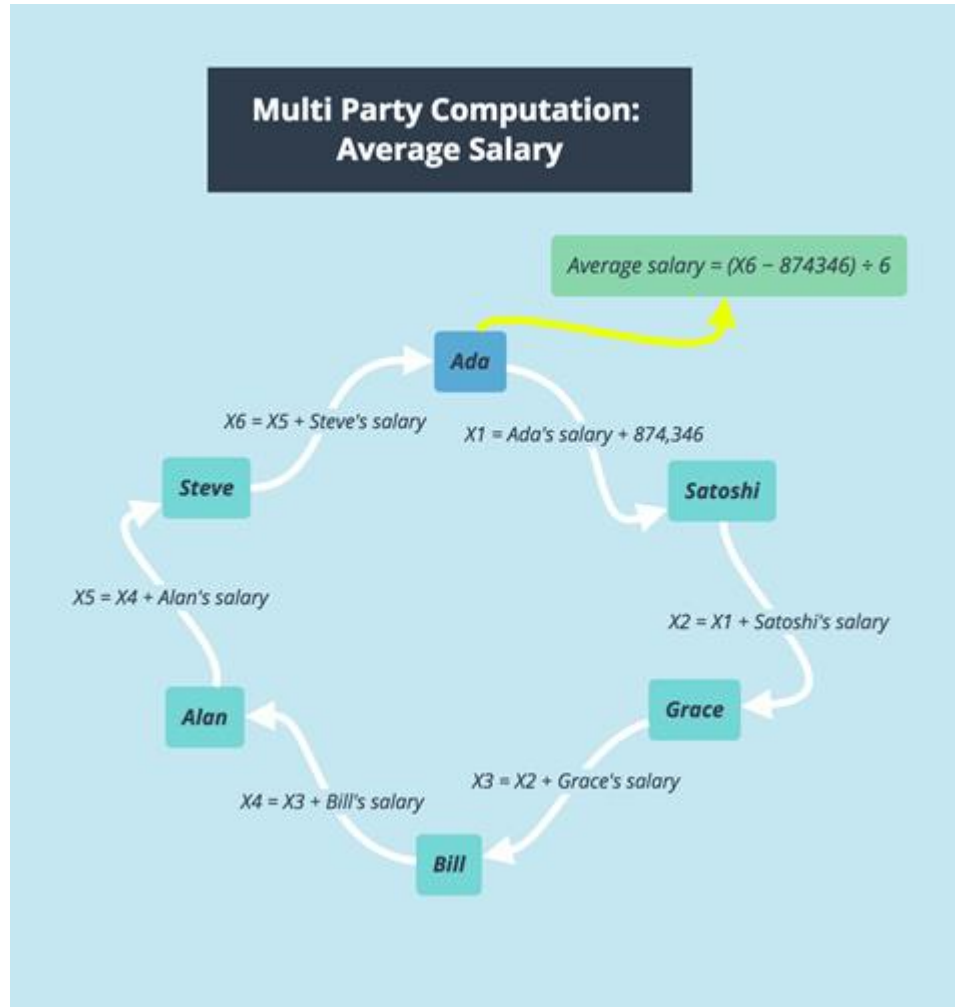 Multi Party Computation:
Average Salary
Average salary = (X6 − 874346) ÷ 6
Ada
X6 = X5 + Steve's salary
X1 = Ada's salary + 874,346
Steve
Satoshi
X5 = X4 + Alan's salary
X2 = X1 + Satoshi's salary
Alan
Grace
X4 = X3 + Bill's salary
X3 = X2 + Grace's salary
Bill